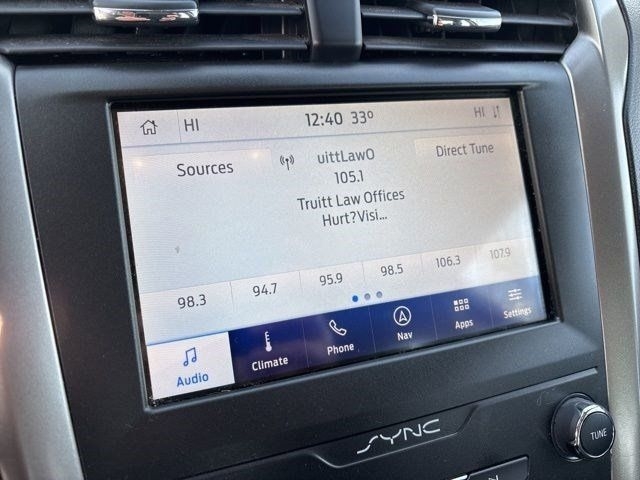 HI 12:40 33° HI
Sources
uittLawO
Direct Tune
105.1
Truitt Law Offices
Hurt?Visi...
98.3 94.7 95.9 98.5 106.3 107.9
Audio Climate Phone Nav Apps Settings
SYNC
TUNE